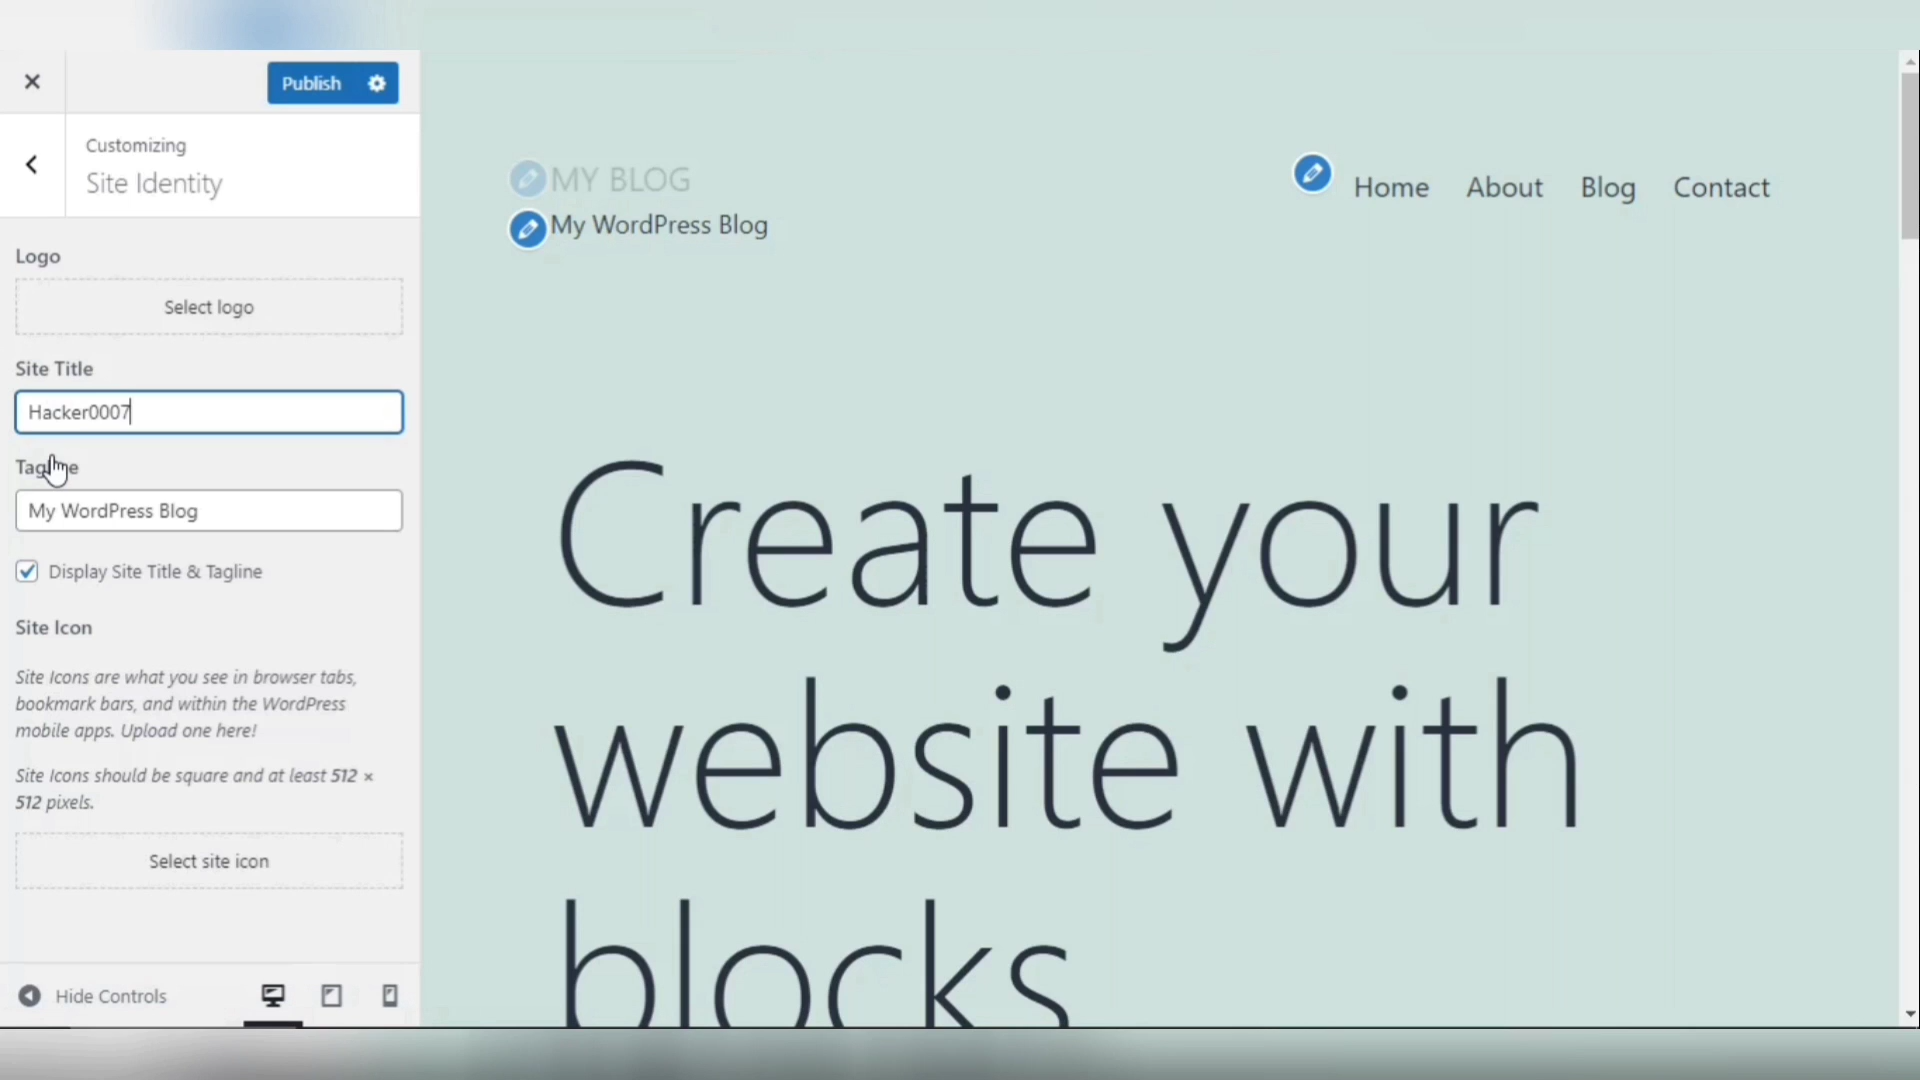 Publish
Customizing
Site Identity
Logo
Select logo
Site Title
Hacker0007
Tagline
My WordPress Blog
Display Site Title & Tagline
Site Icon
Site Icons are what you see in browser tabs,
bookmark bars, and within the WordPress
mobile apps. Upload one here!
Site Icons should be square and at least 512 ×
512 pixels.
Select site icon
Hide Controls
MY BLOG
My WordPress Blog
Home About Blog Contact
Create your
website with
blocks